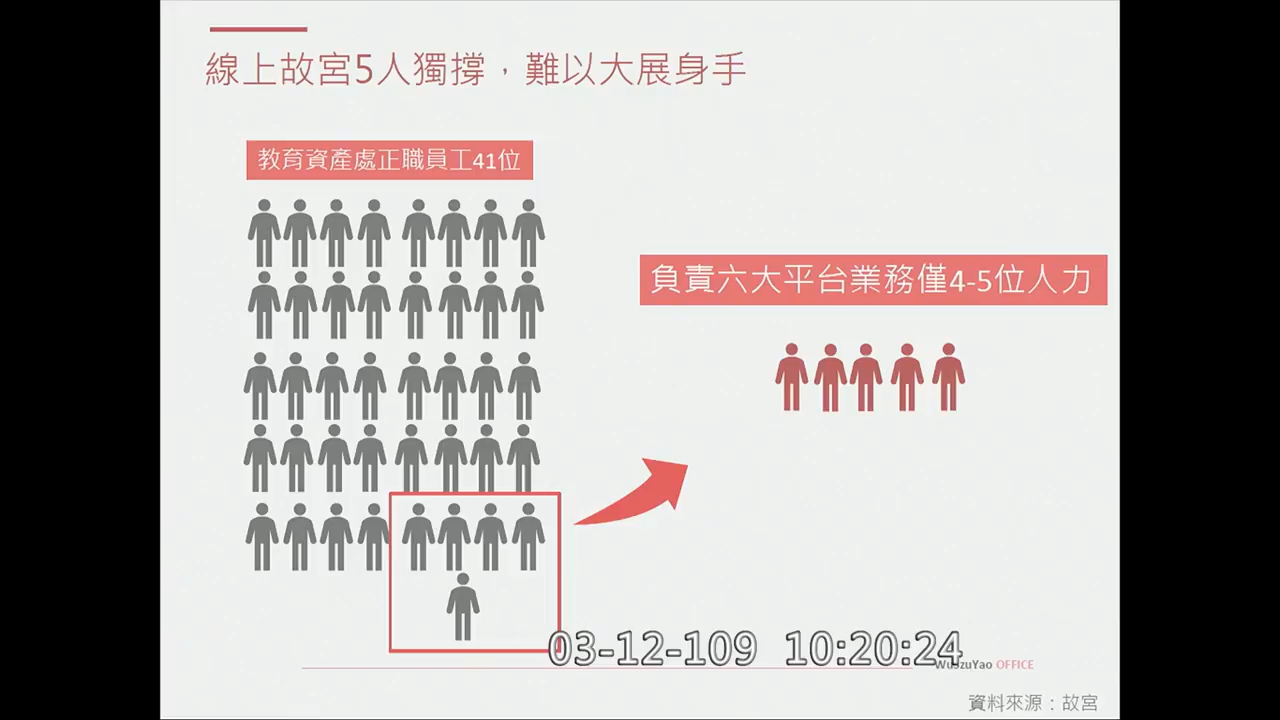 線上故宮5人獨撐，難以大展身手
教育資產處正職員工41位
負責六大平台業務僅4-5位人力
03-12-109 10:20:24
WuSzuYao OFFICE
資料來源：故宮